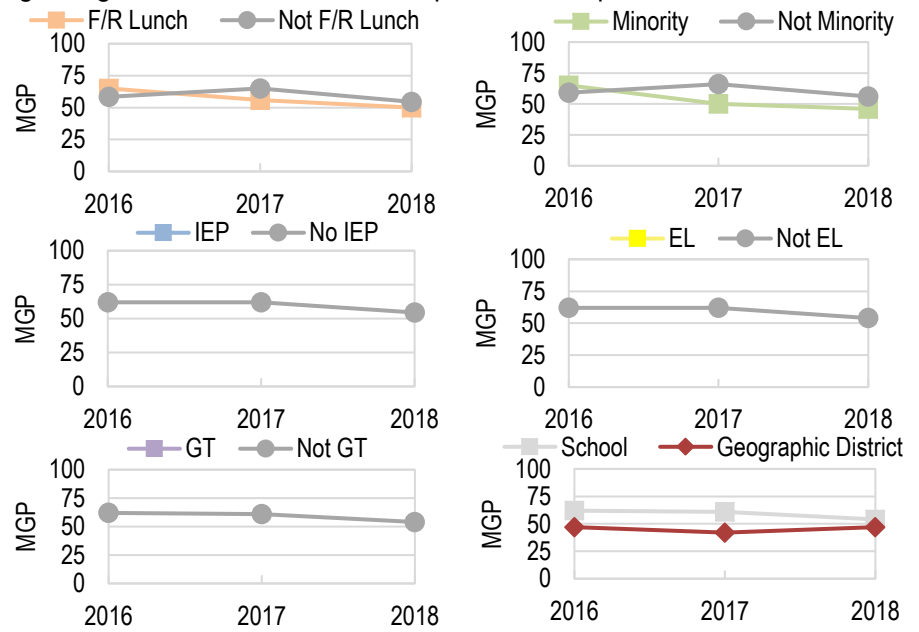 F/R Lunch Not F/R Lunch
100
75
50
25
0
MGP
2016 2017 2018
Minority Not Minority
100
75
50
25
0
MGP
2016 2017 2018
IEP No IEP
100
75
50
25
0
MGP
2016 2017 2018
EL Not EL
100
75
50
25
0
MGP
2016 2017 2018
GT Not GT
100
75
50
25
0
MGP
2016 2017 2018
School Geographic District
100
75
50
25
0
MGP
2016 2017 2018